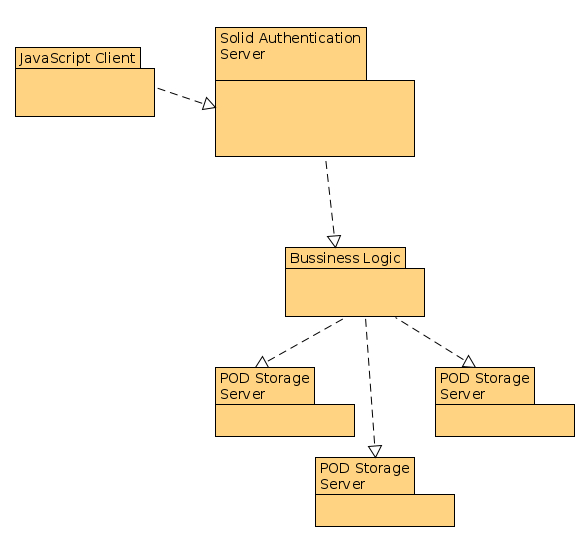 Solid Authentication
Server
JavaScript Client
Bussiness Logic
POD Storage
Server
POD Storage
Server
POD Storage
Server